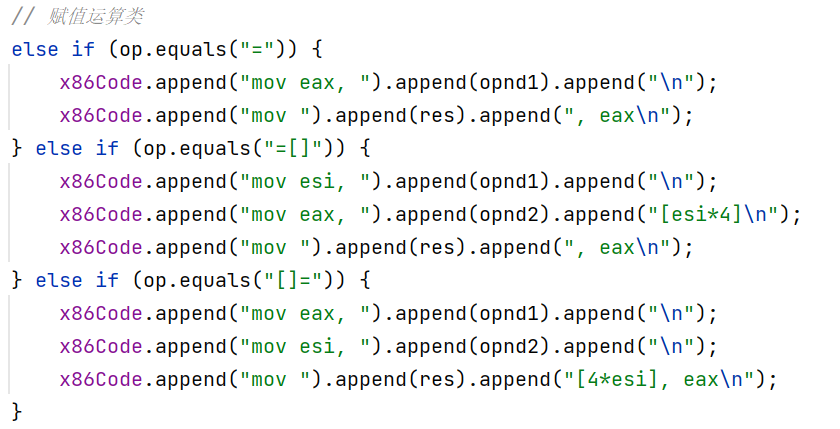 // 赋值运算类
else if (op.equals("=")) {
    x86Code.append("mov eax, ").append(opnd1).append("\n");
    x86Code.append("mov ").append(res).append(", eax\n");
} else if (op.equals("=[]")) {
    x86Code.append("mov esi, ").append(opnd1).append("\n");
    x86Code.append("mov eax, ").append(opnd2).append("[esi*4]\n");
    x86Code.append("mov ").append(res).append(", eax\n");
} else if (op.equals("[]=")) {
    x86Code.append("mov eax, ").append(opnd1).append("\n");
    x86Code.append("mov esi, ").append(opnd2).append("\n");
    x86Code.append("mov ").append(res).append("[4*esi], eax\n");
}